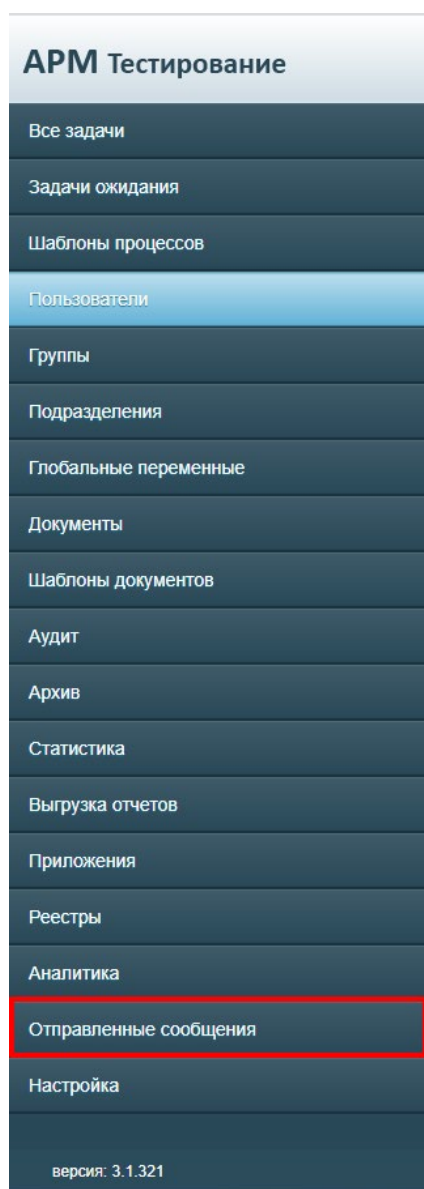 АРМ Тестирование
Все задачи
Задачи ожидания
Шаблоны процессов
Пользователи
Группы
Подразделения
Глобальные переменные
Документы
Шаблоны документов
Аудит
Архив
Статистика
Выгрузка отчетов
Приложения
Реестры
Аналитика
Отправленные сообщения
Настройка
версия: 3.1.321